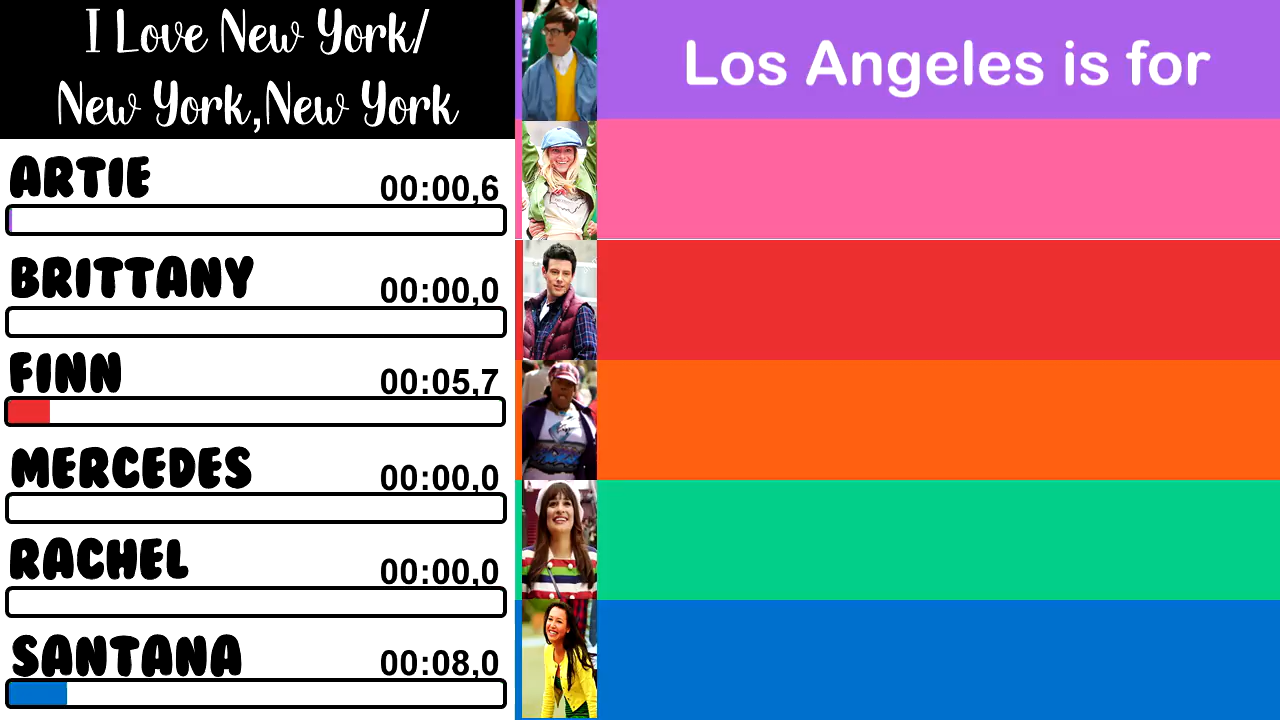 I Love New York/
New York,New York
ARTIE 00:00,6
BRITTANY 00:00,0
FINN 00:05,7
MERCEDES 00:00,0
RACHEL 00:00,0
SANTANA 00:08,0
Los Angeles is for